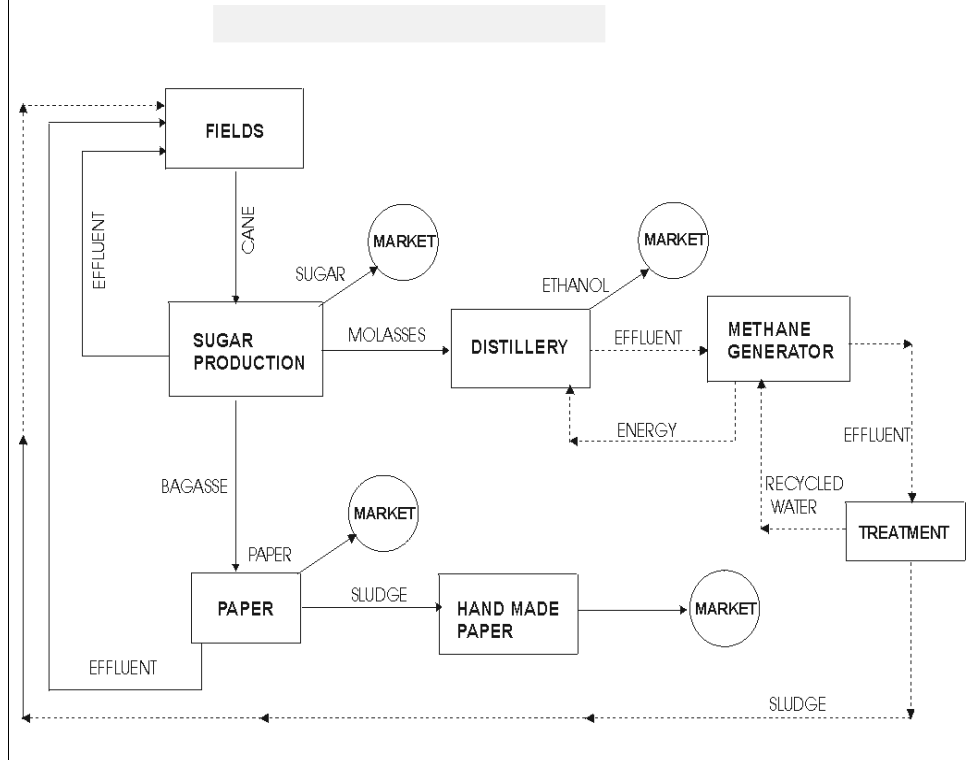 FIELDS
EFFLUENT
CANE
MARKET
SUGAR
MARKET
ETHANOL
SUGAR
PRODUCTION
MOLASSES
DISTILLERY
EFFLUENT
METHANE
GENERATOR
ENERGY
EFFLUENT
BAGASSE
RECYCLED
WATER
MARKET
TREATMENT
PAPER
PAPER
SLUDGE
HAND MADE
PAPER
MARKET
EFFLUENT
SLUDGE